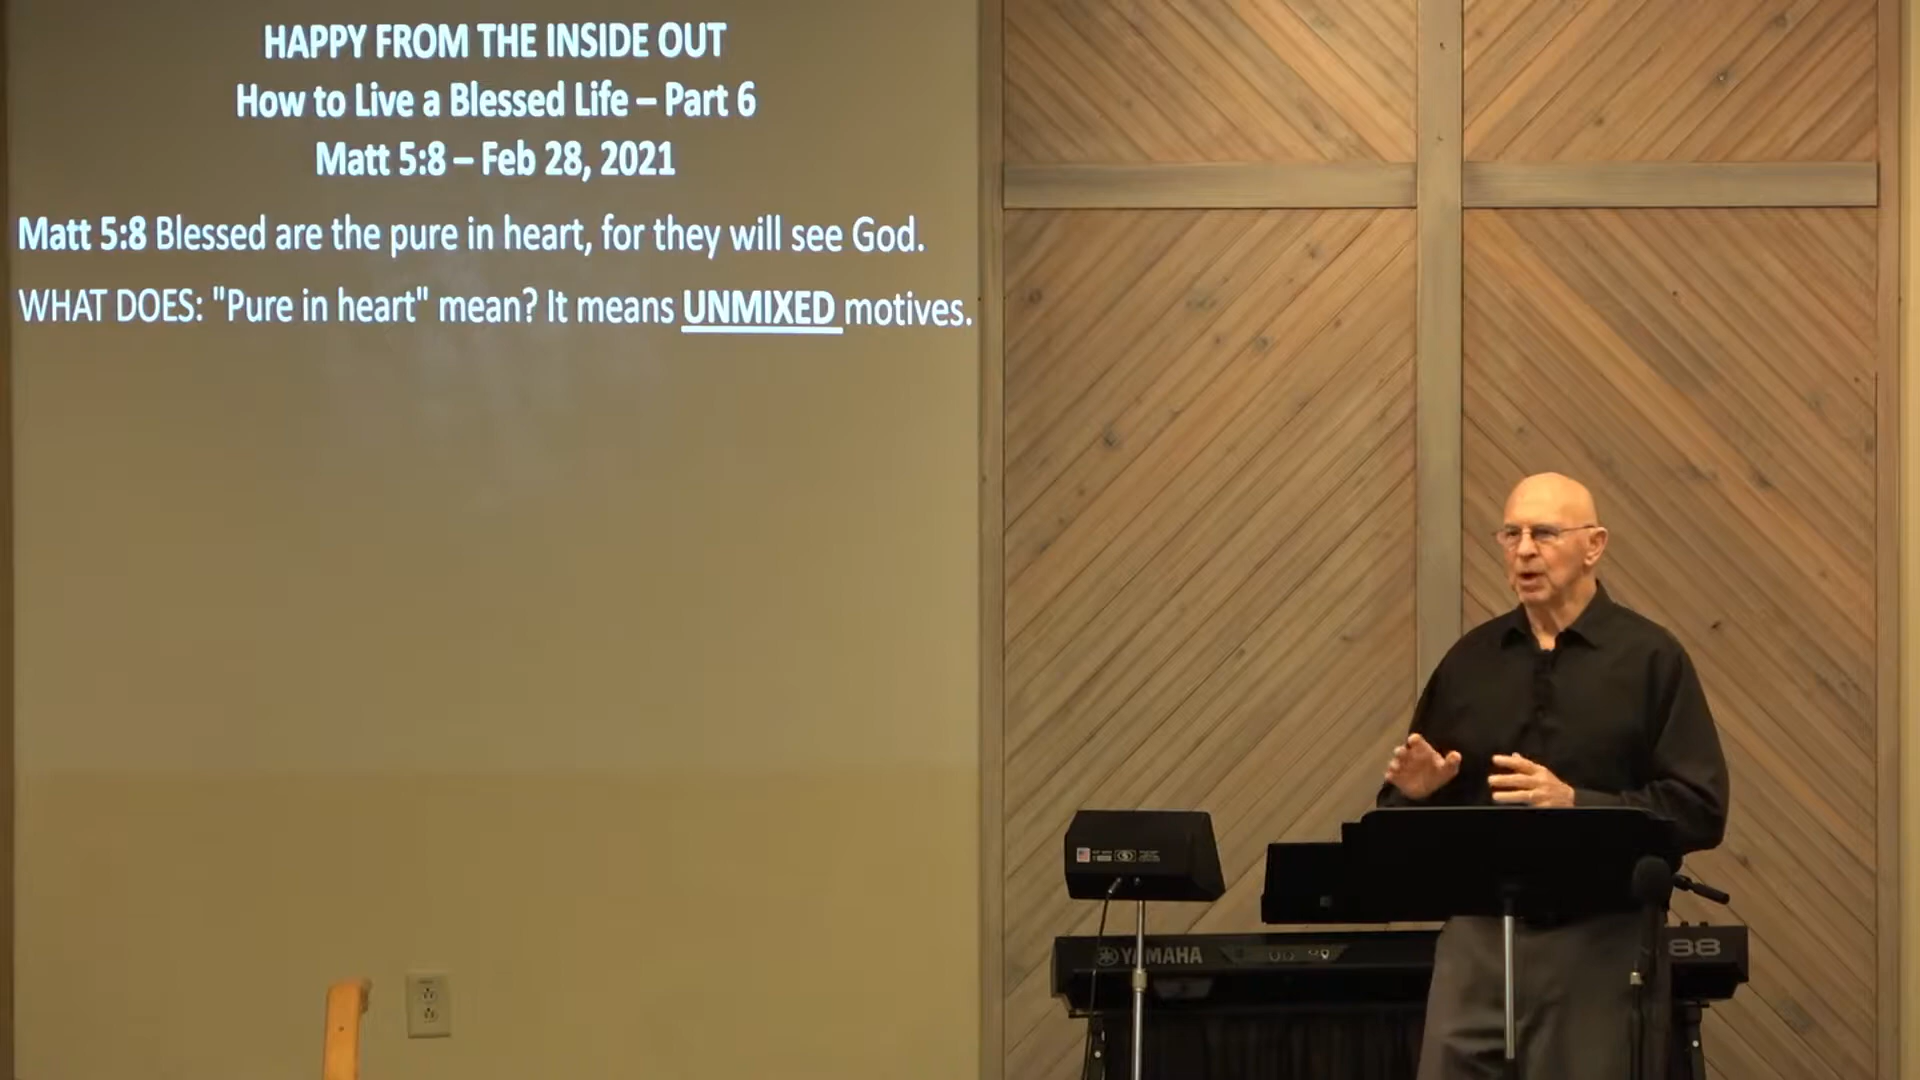 HAPPY FROM THE INSIDE OUT
How to Live a Blessed Life – Part 6
Matt 5:8 – Feb 28, 2021
Matt 5:8 Blessed are the pure in heart, for they will see God.
WHAT DOES: "Pure in heart" mean? It means UNMIXED motives.
YAMAHA
88